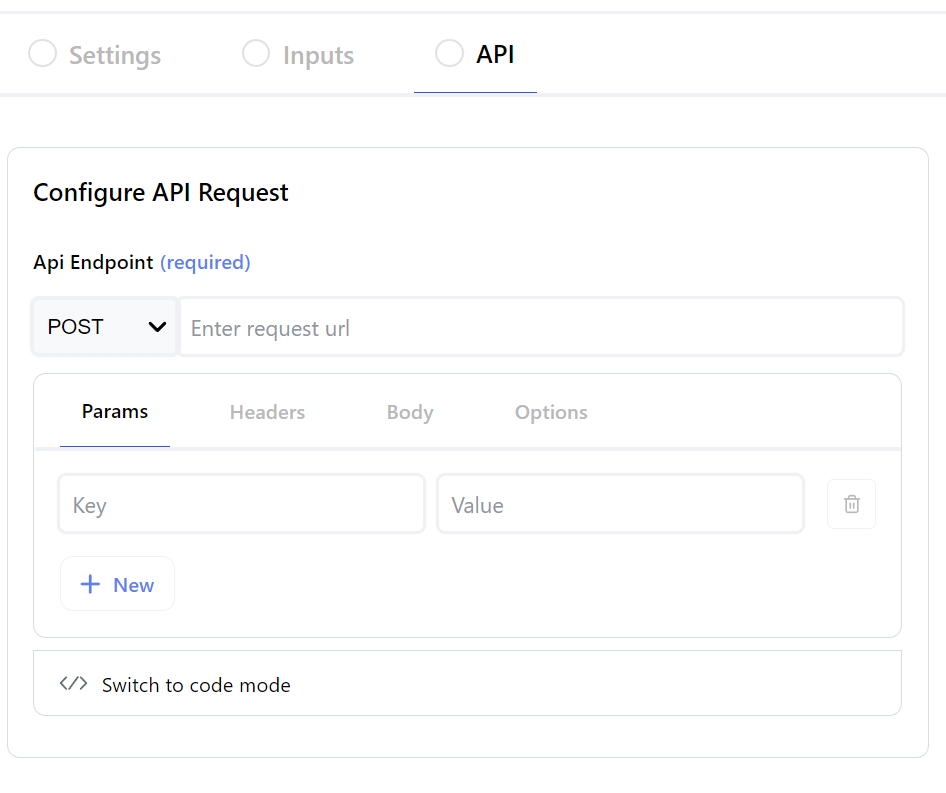 Settings Inputs API
Configure API Request
Api Endpoint (required)
POST Enter request url
Params Headers Body Options
Key Value
New
Switch to code mode